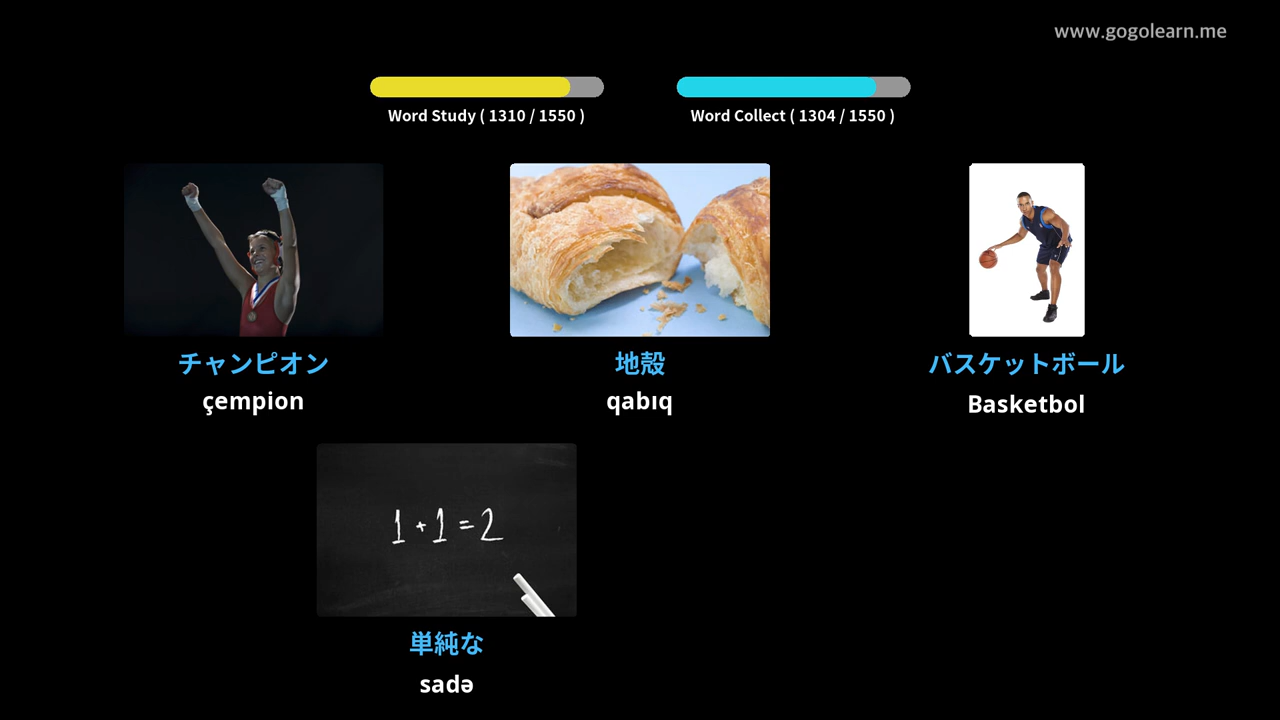 www.gogolearn.me
Word Study ( 1310 / 1550 )
Word Collect ( 1304 / 1550 )
チャンピオン
çempion
地殻
qabıq
バスケットボール
Basketbol
1 + 1 = 2
単純な
sadə